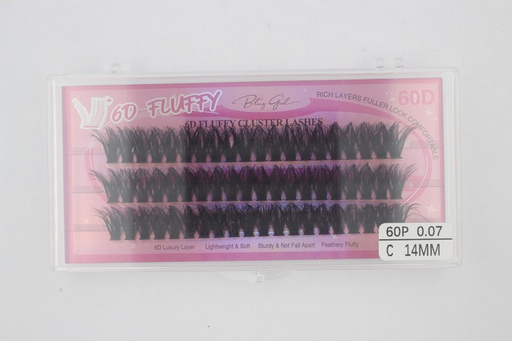 6D FLUFFY
Bling Girl
RICH LAYERS FULLER LOOK COMFORTABLE
60D
6D FLUFFY CLUSTER LASHES
6D Luxury Layer Lightweight & Soft Sturdy & Not Fall Apart Feathery Fluffy
60P 0.07
C 14MM